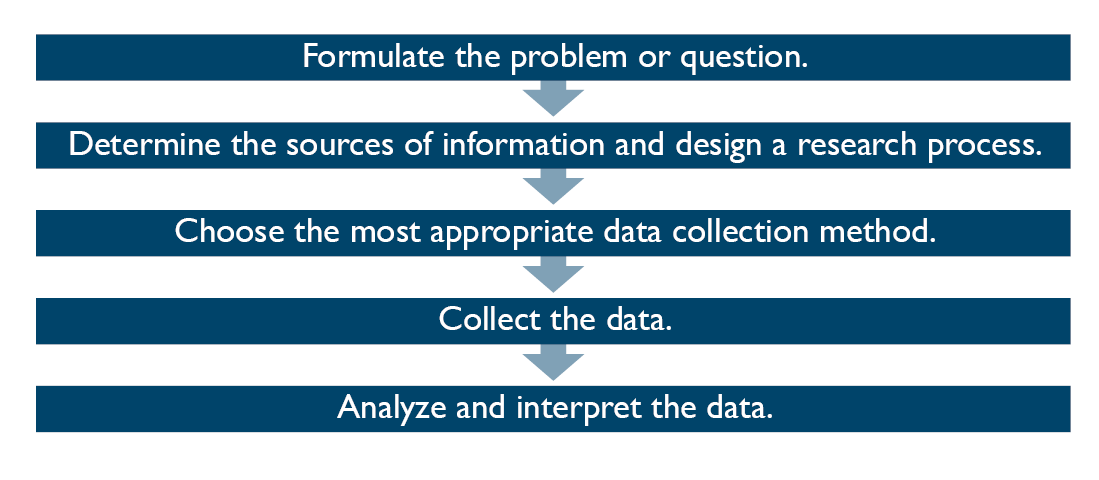 Formulate the problem or question.
Determine the sources of information and design a research process.
Choose the most appropriate data collection method.
Collect the data.
Analyze and interpret the data.